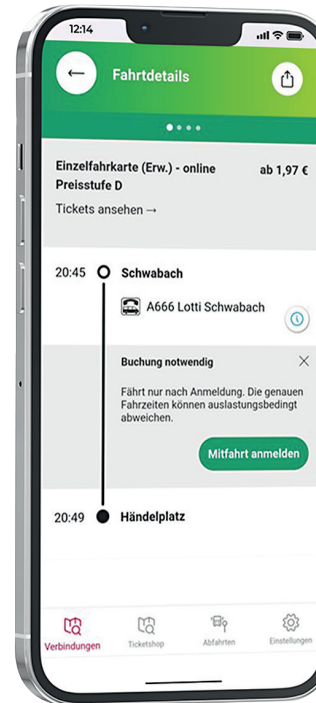 12:14
Fahrtdetails
Einzelfahrkarte (Erw.) - online
Preisstufe D
ab 1,97 €
Tickets ansehen →
20:45
Schwabach
A666 Lotti Schwabach
Buchung notwendig
Fährt nur nach Anmeldung. Die genauen
Fahrzeiten können auslastungsbedingt
abweichen.
Mitfahrt anmelden
20:49
Händelplatz
Verbindungen
Ticketshop
Abfahrten
Einstellungen